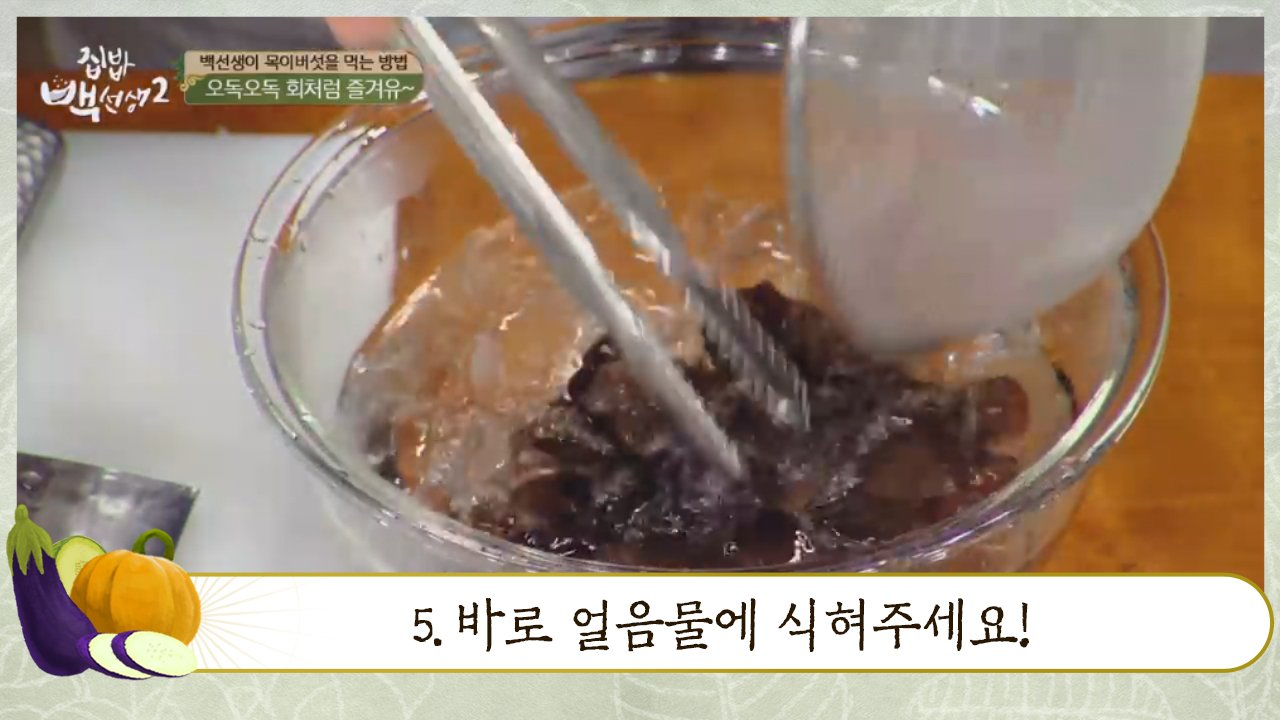 집밥
백선생2
백선생이 목이버섯을 먹는 방법
오독오독 회처럼 즐겨유~
5. 바로 얼음물에 식혀주세요!